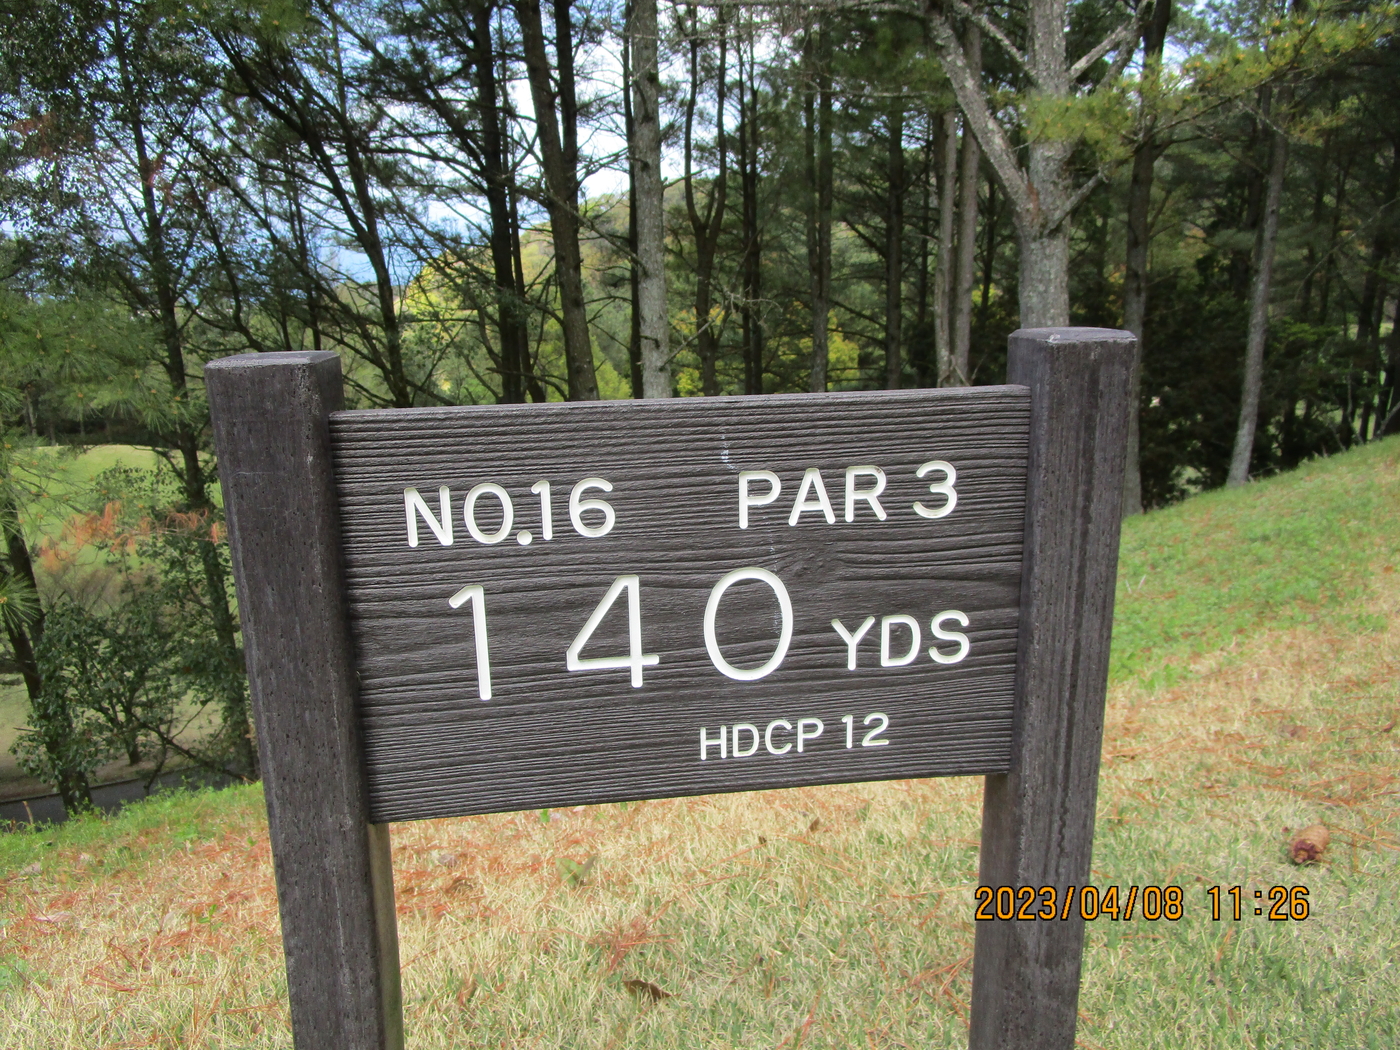 NO.16 PAR 3
140 YDS
HDCP 12
2023/04/08 11:26